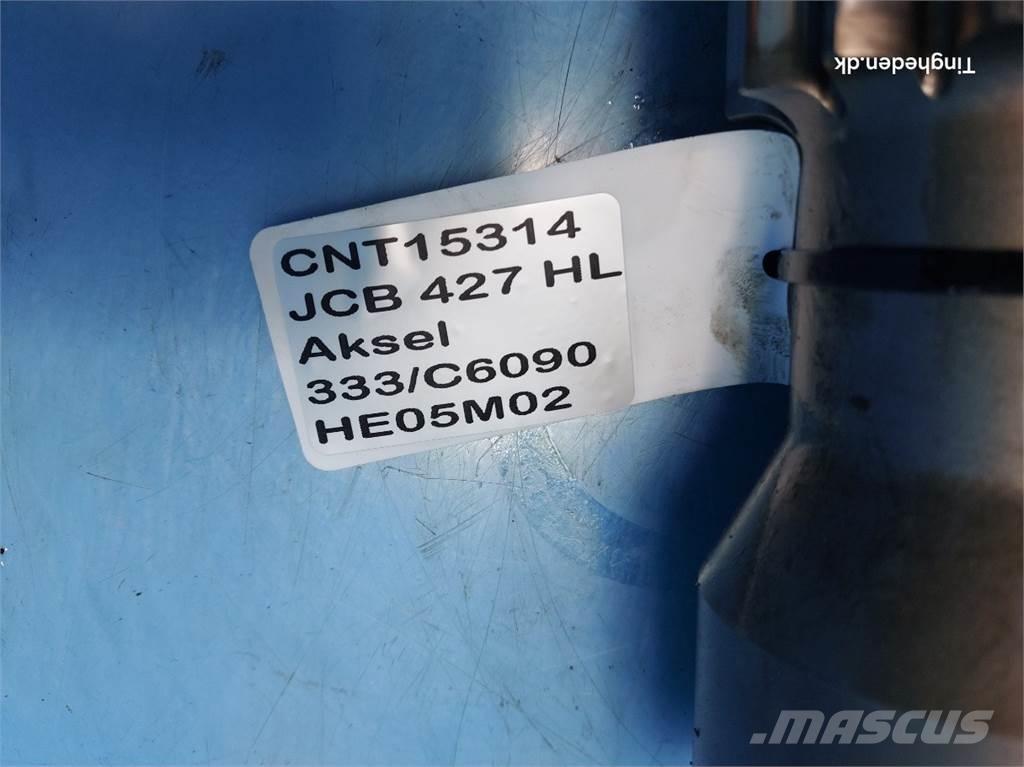 Tingheden.dk
CNT15314
JCB 427 HL
Aksel
333/C6090
HE05M02
.MASCUS